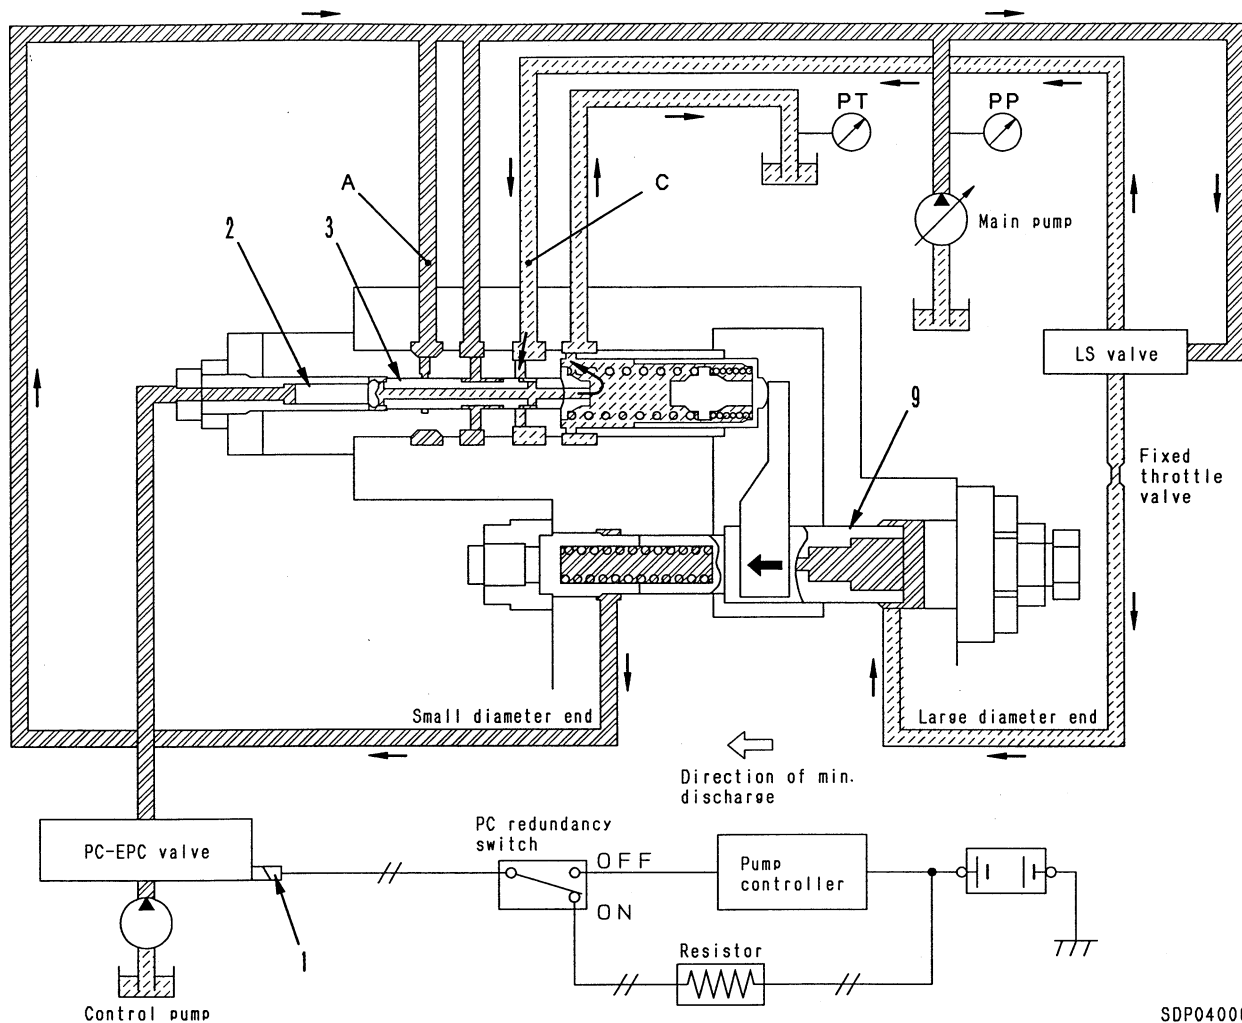 PT
PP
A
C
2
3
Main pump
LS valve
9
Fixed
throttle
valve
Small diameter end
Large diameter end
Direction of min.
discharge
PC redundancy
switch
PC-EPC valve
OFF
Pump
controller
ON
1
Resistor
Control pump